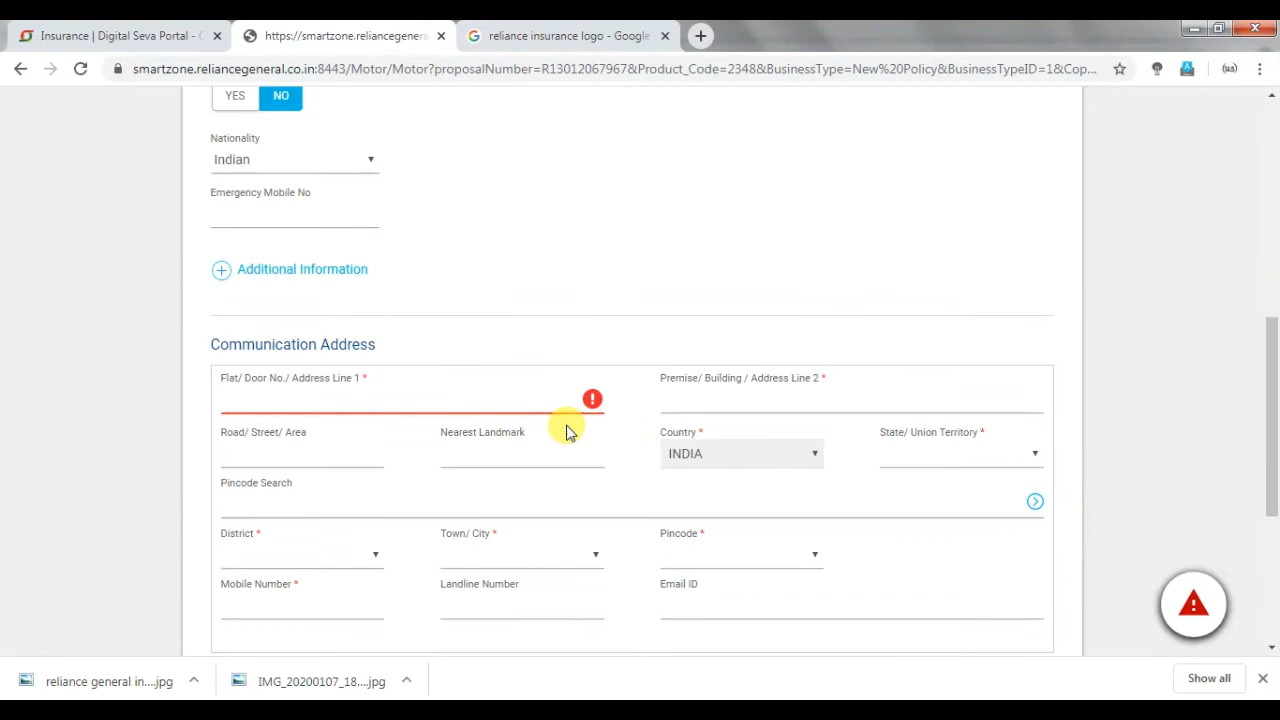 Insurance | Digital Seva Portal - C
https://smartzone.reliancegenera
reliance insurance logo - Google
smartzone.reliancegeneral.co.in:8443/Motor/Motor?proposalNumber=R13012067967&Product_Code=2348&BusinessType=New%20Policy&BusinessTypeID=1&Cop...
YES NO
Nationality
Indian
Emergency Mobile No
Additional Information
Communication Address
Flat/ Door No./ Address Line 1 * Premise/ Building / Address Line 2 *
Road/ Street/ Area Nearest Landmark Country * State/ Union Territory *
INDIA
Pincode Search
District * Town/ City * Pincode *
Mobile Number * Landline Number Email ID
reliance general in....jpg IMG_20200107_18....jpg Show all